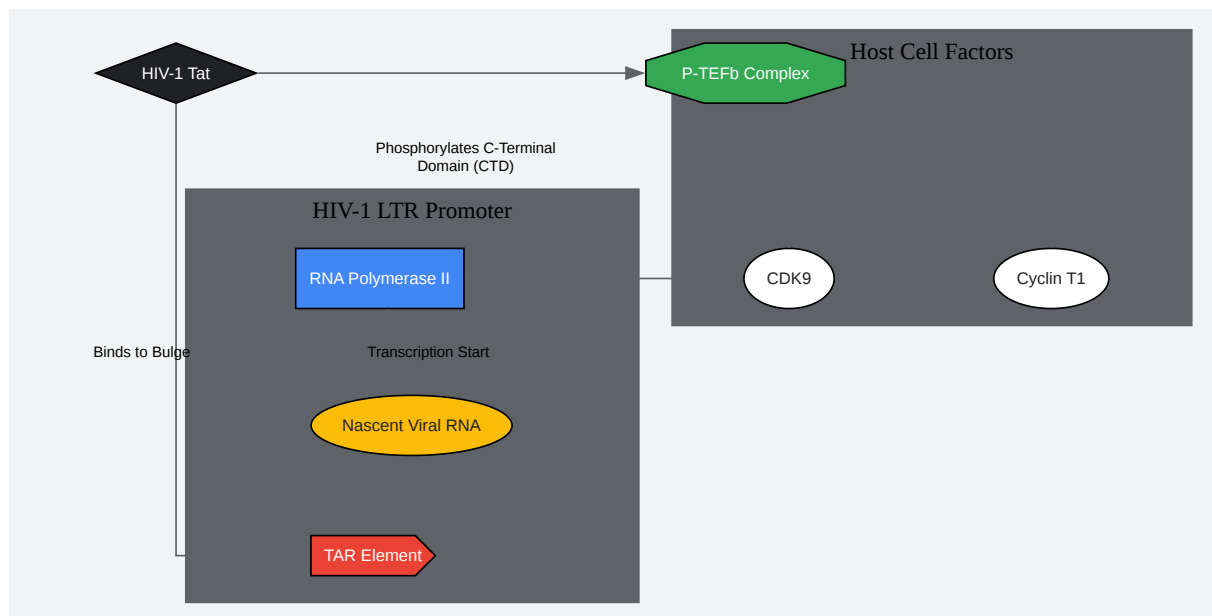 HIV-1 Tat
P-TEFb Complex
Host Cell Factors
Phosphorylates C-Terminal
Domain (CTD)
HIV-1 LTR Promoter
RNA Polymerase II
CDK9
Cyclin T1
Binds to Bulge
Transcription Start
Nascent Viral RNA
TAR Element